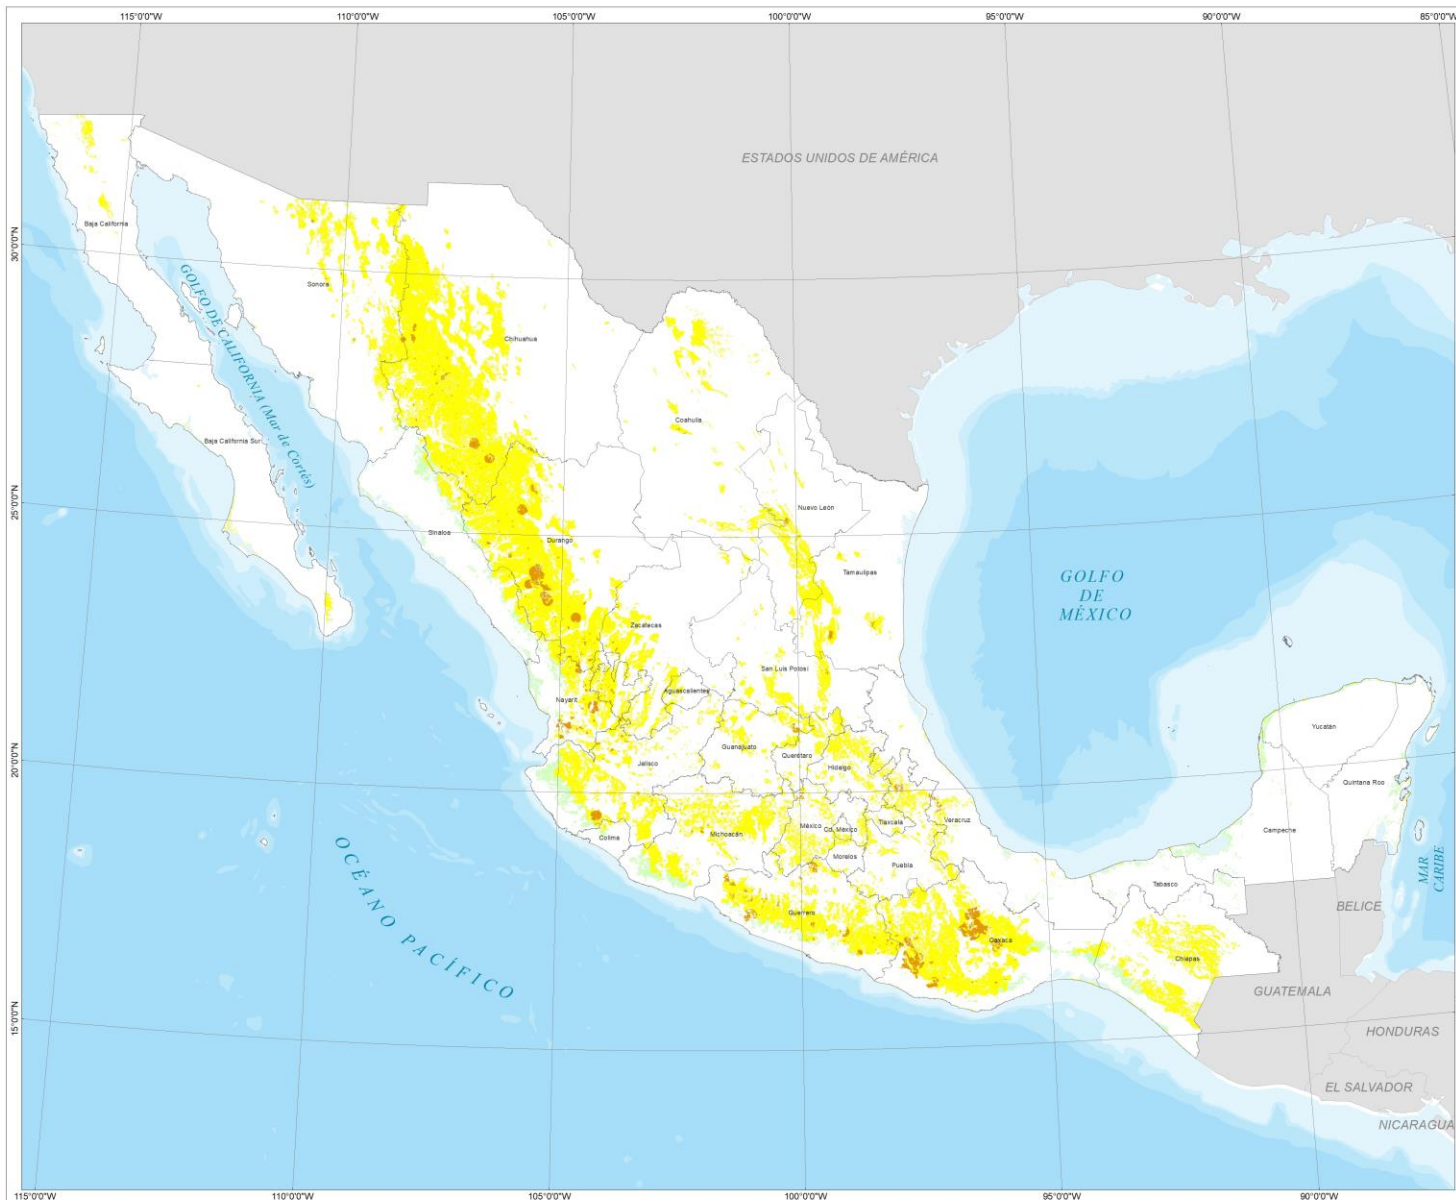 115°0'0"W
110°0'0"W
105°0'0"W
100°0'0"W
95°0'0"W
90°0'0"W
85°0'0"W
ESTADOS UNIDOS DE AMÉRICA
Baja California
30°0'0"N
GOLFO DE CALIFORNIA (Mar de Cortés)
Sonora
Chihuahua
Coahuila
Baja California Sur
25°0'0"N
Nuevo León
Sinaloa
Durango
Tamaulipas
GOLFO
DE
MÉXICO
Zacatecas
San Luis Potosí
Aguascalientes
Nayarit
Yucatán
20°0'0"N
Guanajuato
Querétaro
Hidalgo
Jalisco
Quintana Roo
Colima
Michoacán
México
Cd. México
Tlaxcala
Veracruz
Campeche
Morelos
Puebla
MAR
CARIBE
Tabasco
BELICE
OCÉANO PACÍFICO
Guerrero
Oaxaca
Chiapas
GUATEMALA
15°0'0"N
HONDURAS
EL SALVADOR
NICARAGUA
115°0'0"W
110°0'0"W
105°0'0"W
100°0'0"W
95°0'0"W
90°0'0"W